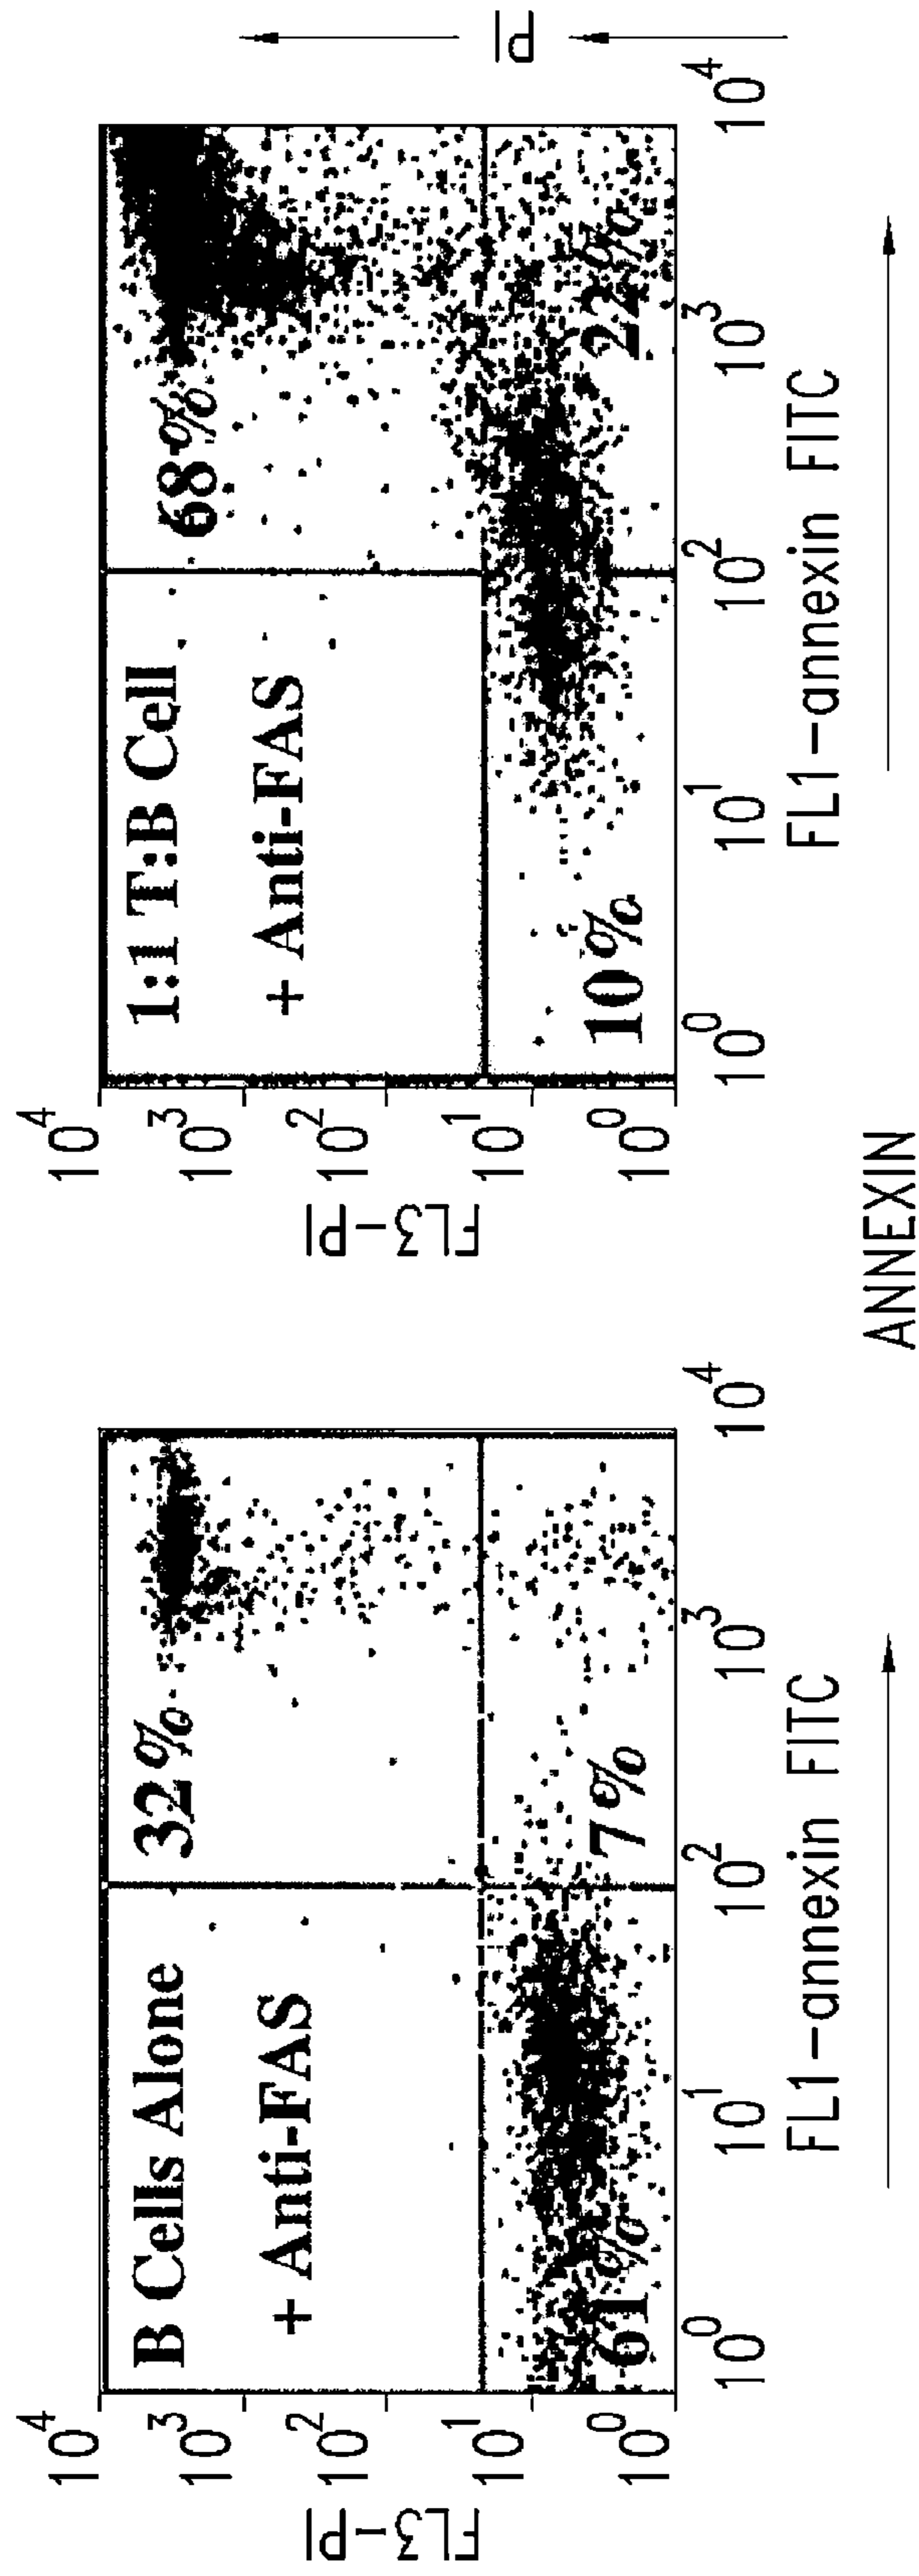 B Cells Alone
+ Anti-FAS
32%
61%
7%
FL3-PI
10^4
10^3
10^2
10^1
10^0
10^0 10^1 10^2 10^3 10^4
FL1-annexin FITC
1:1 T:B Cell
+ Anti-FAS
68%
10%
22%
FL3-PI
10^4
10^3
10^2
10^1
10^0
10^0 10^1 10^2 10^3 10^4
FL1-annexin FITC
PI
ANNEXIN